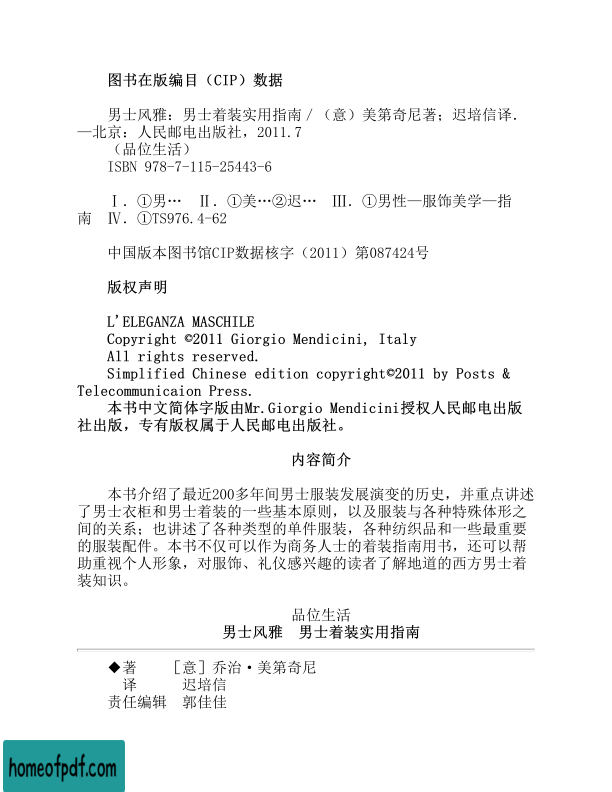 图书在版编目（CIP）数据
男士风雅：男士着装实用指南／（意）美第奇尼著；迟培信译．
—北京：人民邮电出版社，2011.7
（品位生活）
ISBN 978-7-115-25443-6
Ⅰ．①男… Ⅱ．①美…②迟… Ⅲ．①男性—服饰美学—指
南 Ⅳ．①TS976.4-62
中国版本图书馆CIP数据核字（2011）第087424号
版权声明
L'ELEGANZA MASCHILE
Copyright ©2011 Giorgio Mendicini, Italy
All rights reserved.
Simplified Chinese edition copyright©2011 by Posts &
Telecommunicaion Press.
本书中文简体字版由Mr.Giorgio Mendicini授权人民邮电出版
社出版，专有版权属于人民邮电出版社。
内容简介
本书介绍了最近200多年间男士服装发展演变的历史，并重点讲述
了男士衣柜和男士着装的一些基本原则，以及服装与各种特殊体形之
间的关系；也讲述了各种类型的单件服装，各种纺织品和一些最重要
的服装配件。本书不仅可以作为商务人士的着装指南用书，还可以帮
助重视个人形象，对服饰、礼仪感兴趣的读者了解地道的西方男士着
装知识。
品位生活
男士风雅 男士着装实用指南
◆著 ［意］乔治·美第奇尼
译 迟培信
责任编辑 郭佳佳
homeofpdf.com